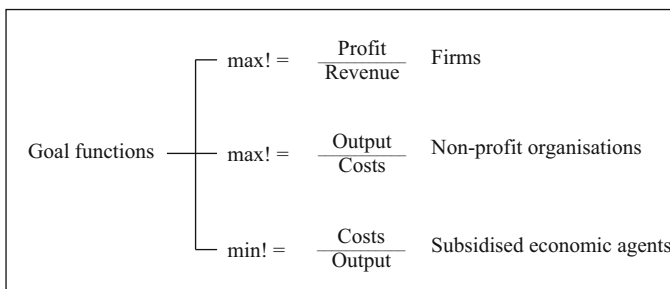 max! = Profit Firms
Revenue
Goal functions max! = Output Non-profit organisations
Costs
min! = Costs Subsidised economic agents
Output